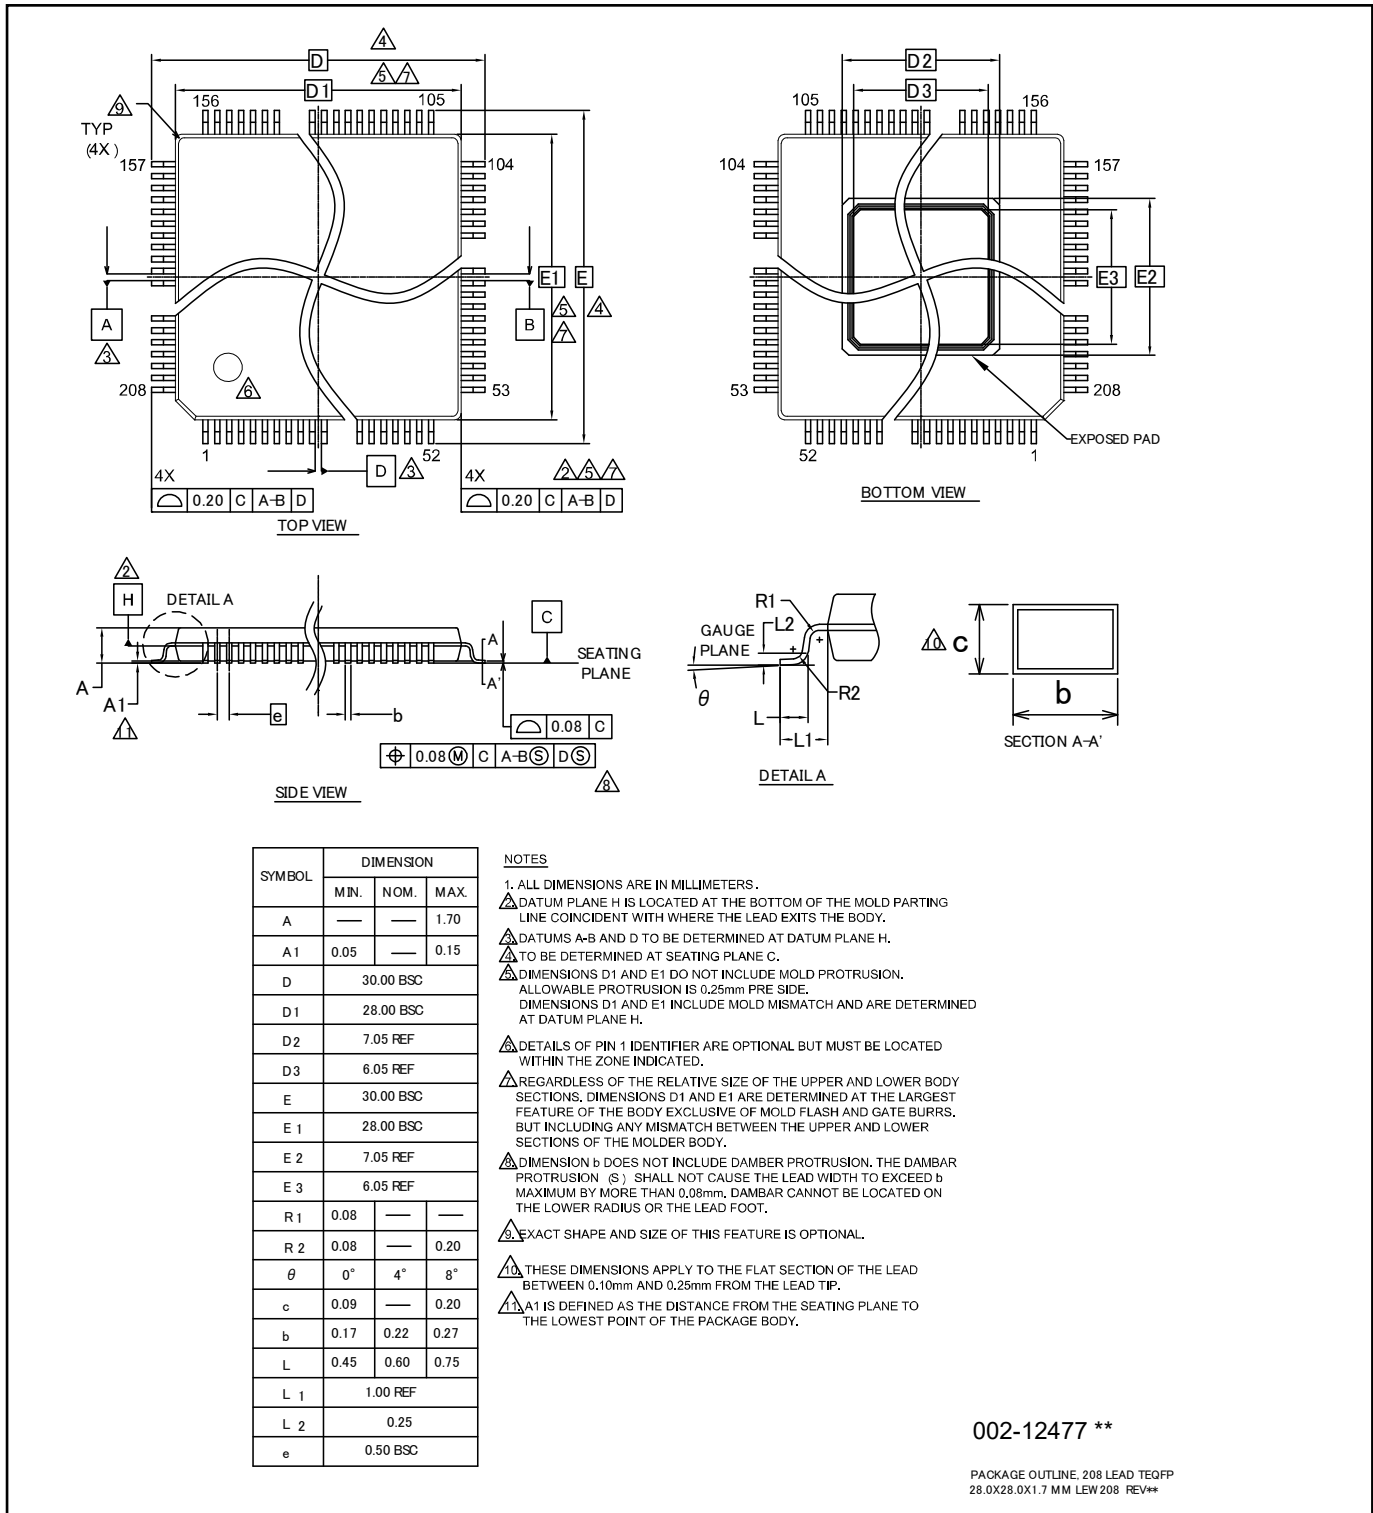 4
D
5 7
D1
9
TYP
(4X)
156
105
157
104
E1
E
5
4
7
A
3
B
6
208
53
1
52
D
3
4X
0.20 C A-B D
4X
2 5 7
0.20 C A-B D
TOP VIEW
D2
D3
105
156
104
157
E3
E2
53
208
52
1
EXPOSED PAD
BOTTOM VIEW
2
H
DETAIL A
C
A
A'
SEATING
PLANE
A
A1
11
e
b
0.08 C
0.08 M C A-B S D S
8
SIDE VIEW
R1
L2
GAUGE
PLANE
θ
R2
L
L1
DETAIL A
10
c
b
SECTION A-A'
SYMBOL DIMENSION
MIN. NOM. MAX.
A — — 1.70
A1 0.05 — 0.15
D 30.00 BSC
D1 28.00 BSC
D2 7.05 REF
D3 6.05 REF
E 30.00 BSC
E 1 28.00 BSC
E 2 7.05 REF
E 3 6.05 REF
R 1 0.08 — —
R 2 0.08 — 0.20
θ 0° 4° 8°
c 0.09 — 0.20
b 0.17 0.22 0.27
L 0.45 0.60 0.75
L 1 1.00 REF
L 2 0.25
e 0.50 BSC
NOTES
1. ALL DIMENSIONS ARE IN MILLIMETERS.
2. DATUM PLANE H IS LOCATED AT THE BOTTOM OF THE MOLD PARTING
LINE COINCIDENT WITH WHERE THE LEAD EXITS THE BODY.
3. DATUMS A-B AND D TO BE DETERMINED AT DATUM PLANE H.
4. TO BE DETERMINED AT SEATING PLANE C.
5. DIMENSIONS D1 AND E1 DO NOT INCLUDE MOLD PROTRUSION.
ALLOWABLE PROTRUSION IS 0.25mm PRE SIDE.
DIMENSIONS D1 AND E1 INCLUDE MOLD MISMATCH AND ARE DETERMINED
AT DATUM PLANE H.
6. DETAILS OF PIN 1 IDENTIFIER ARE OPTIONAL BUT MUST BE LOCATED
WITHIN THE ZONE INDICATED.
7. REGARDLESS OF THE RELATIVE SIZE OF THE UPPER AND LOWER BODY
SECTIONS. DIMENSIONS D1 AND E1 ARE DETERMINED AT THE LARGEST
FEATURE OF THE BODY EXCLUSIVE OF MOLD FLASH AND GATE BURRS.
BUT INCLUDING ANY MISMATCH BETWEEN THE UPPER AND LOWER
SECTIONS OF THE MOLDER BODY.
8. DIMENSION b DOES NOT INCLUDE DAMBER PROTRUSION. THE DAMBAR
PROTRUSION (S) SHALL NOT CAUSE THE LEAD WIDTH TO EXCEED b
MAXIMUM BY MORE THAN 0.08mm. DAMBAR CANNOT BE LOCATED ON
THE LOWER RADIUS OR THE LEAD FOOT.
9. EXACT SHAPE AND SIZE OF THIS FEATURE IS OPTIONAL.
10. THESE DIMENSIONS APPLY TO THE FLAT SECTION OF THE LEAD
BETWEEN 0.10mm AND 0.25mm FROM THE LEAD TIP.
11. A1 IS DEFINED AS THE DISTANCE FROM THE SEATING PLANE TO
THE LOWEST POINT OF THE PACKAGE BODY.
002-12477 **
PACKAGE OUTLINE, 208 LEAD TEQFP
28.0X28.0X1.7 MM LEW208 REV**